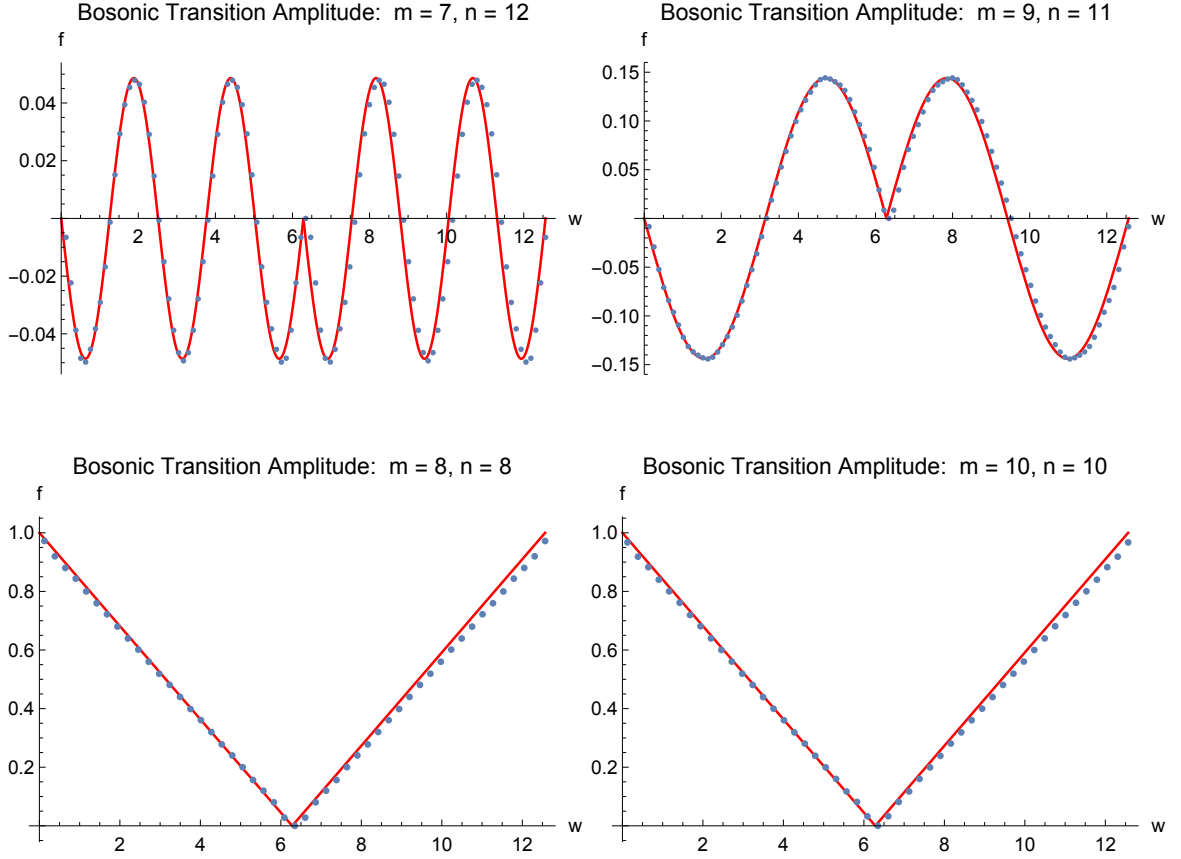 Bosonic Transition Amplitude: m = 7, n = 12
f
0.04
0.02
−0.02
−0.04
2 4 6 8 10 12
w
Bosonic Transition Amplitude: m = 9, n = 11
f
0.15
0.10
0.05
−0.05
−0.10
−0.15
2 4 6 8 10 12
w
Bosonic Transition Amplitude: m = 8, n = 8
f
1.0
0.8
0.6
0.4
0.2
2 4 6 8 10 12
w
Bosonic Transition Amplitude: m = 10, n = 10
f
1.0
0.8
0.6
0.4
0.2
2 4 6 8 10 12
w